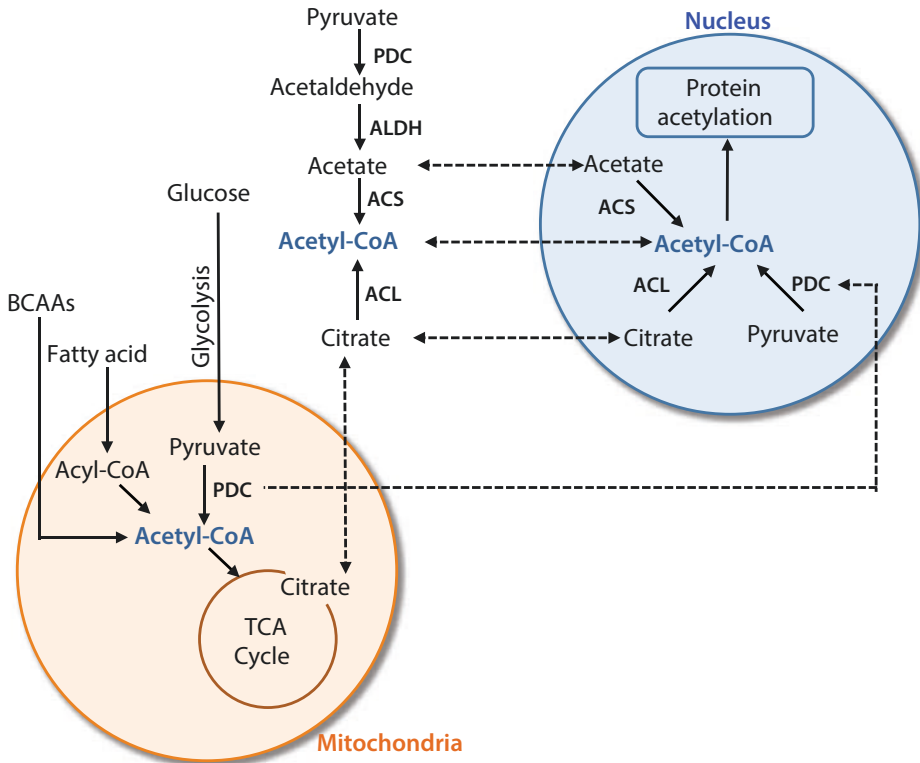 Pyruvate
PDC
Acetaldehyde
ALDH
Acetate
ACS
Acetyl-CoA
ACL
Citrate
Nucleus
Protein
acetylation
Acetate
ACS
Acetyl-CoA
ACL
PDC
Citrate
Pyruvate
Glucose
Glycolysis
BCAAs
Fatty acid
Pyruvate
Acyl-CoA
PDC
Acetyl-CoA
Citrate
TCA
Cycle
Mitochondria